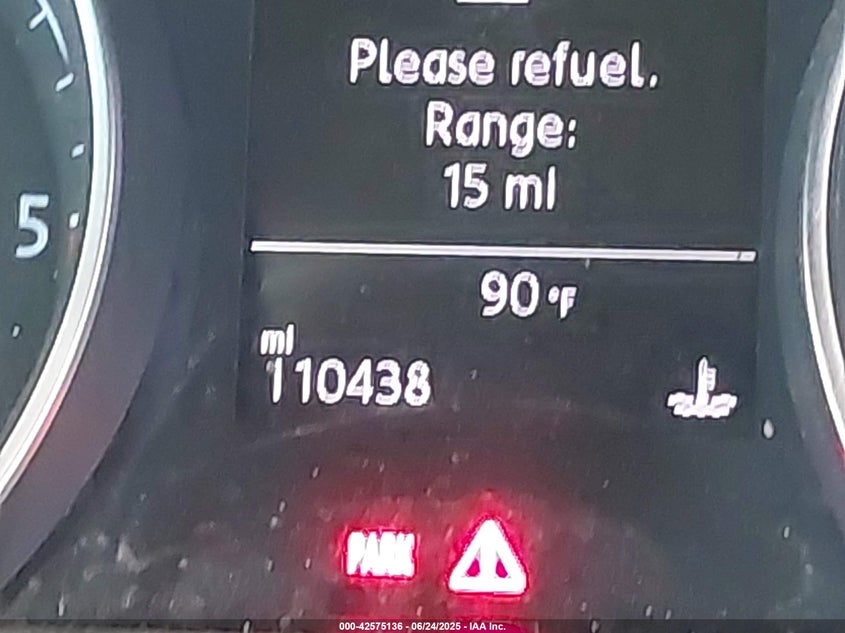 Please refuel.
Range:
15 mi
5
90 °F
mi
110438
PARK
000-42575136 - 06/24/2025 - IAA Inc.